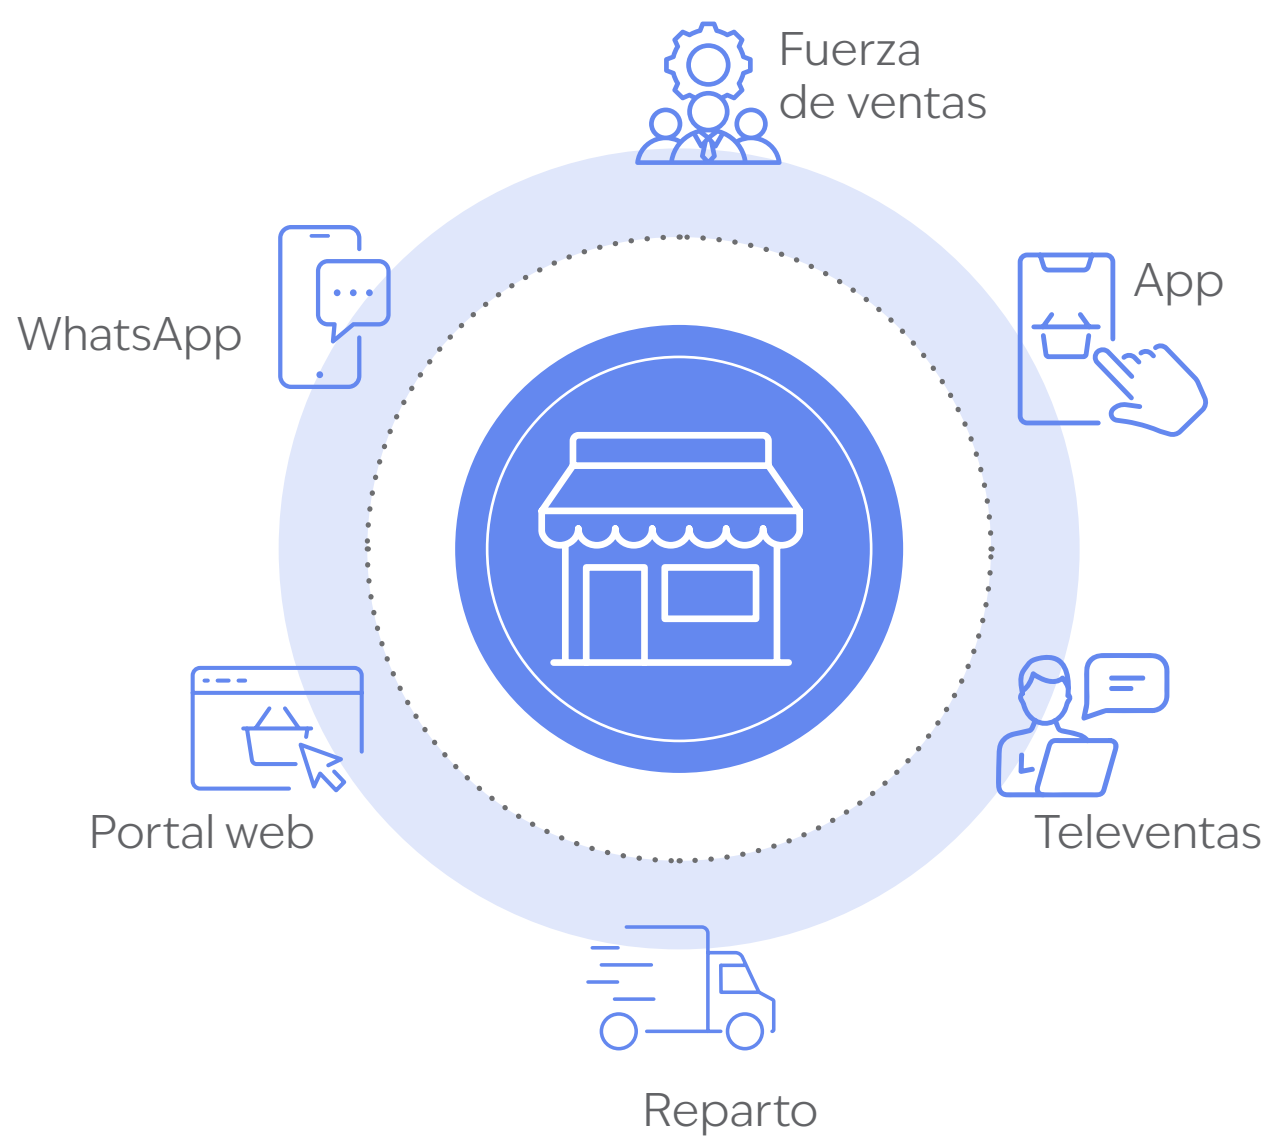 Fuerza
de ventas
App
WhatsApp
Portal web
Televentas
Reparto